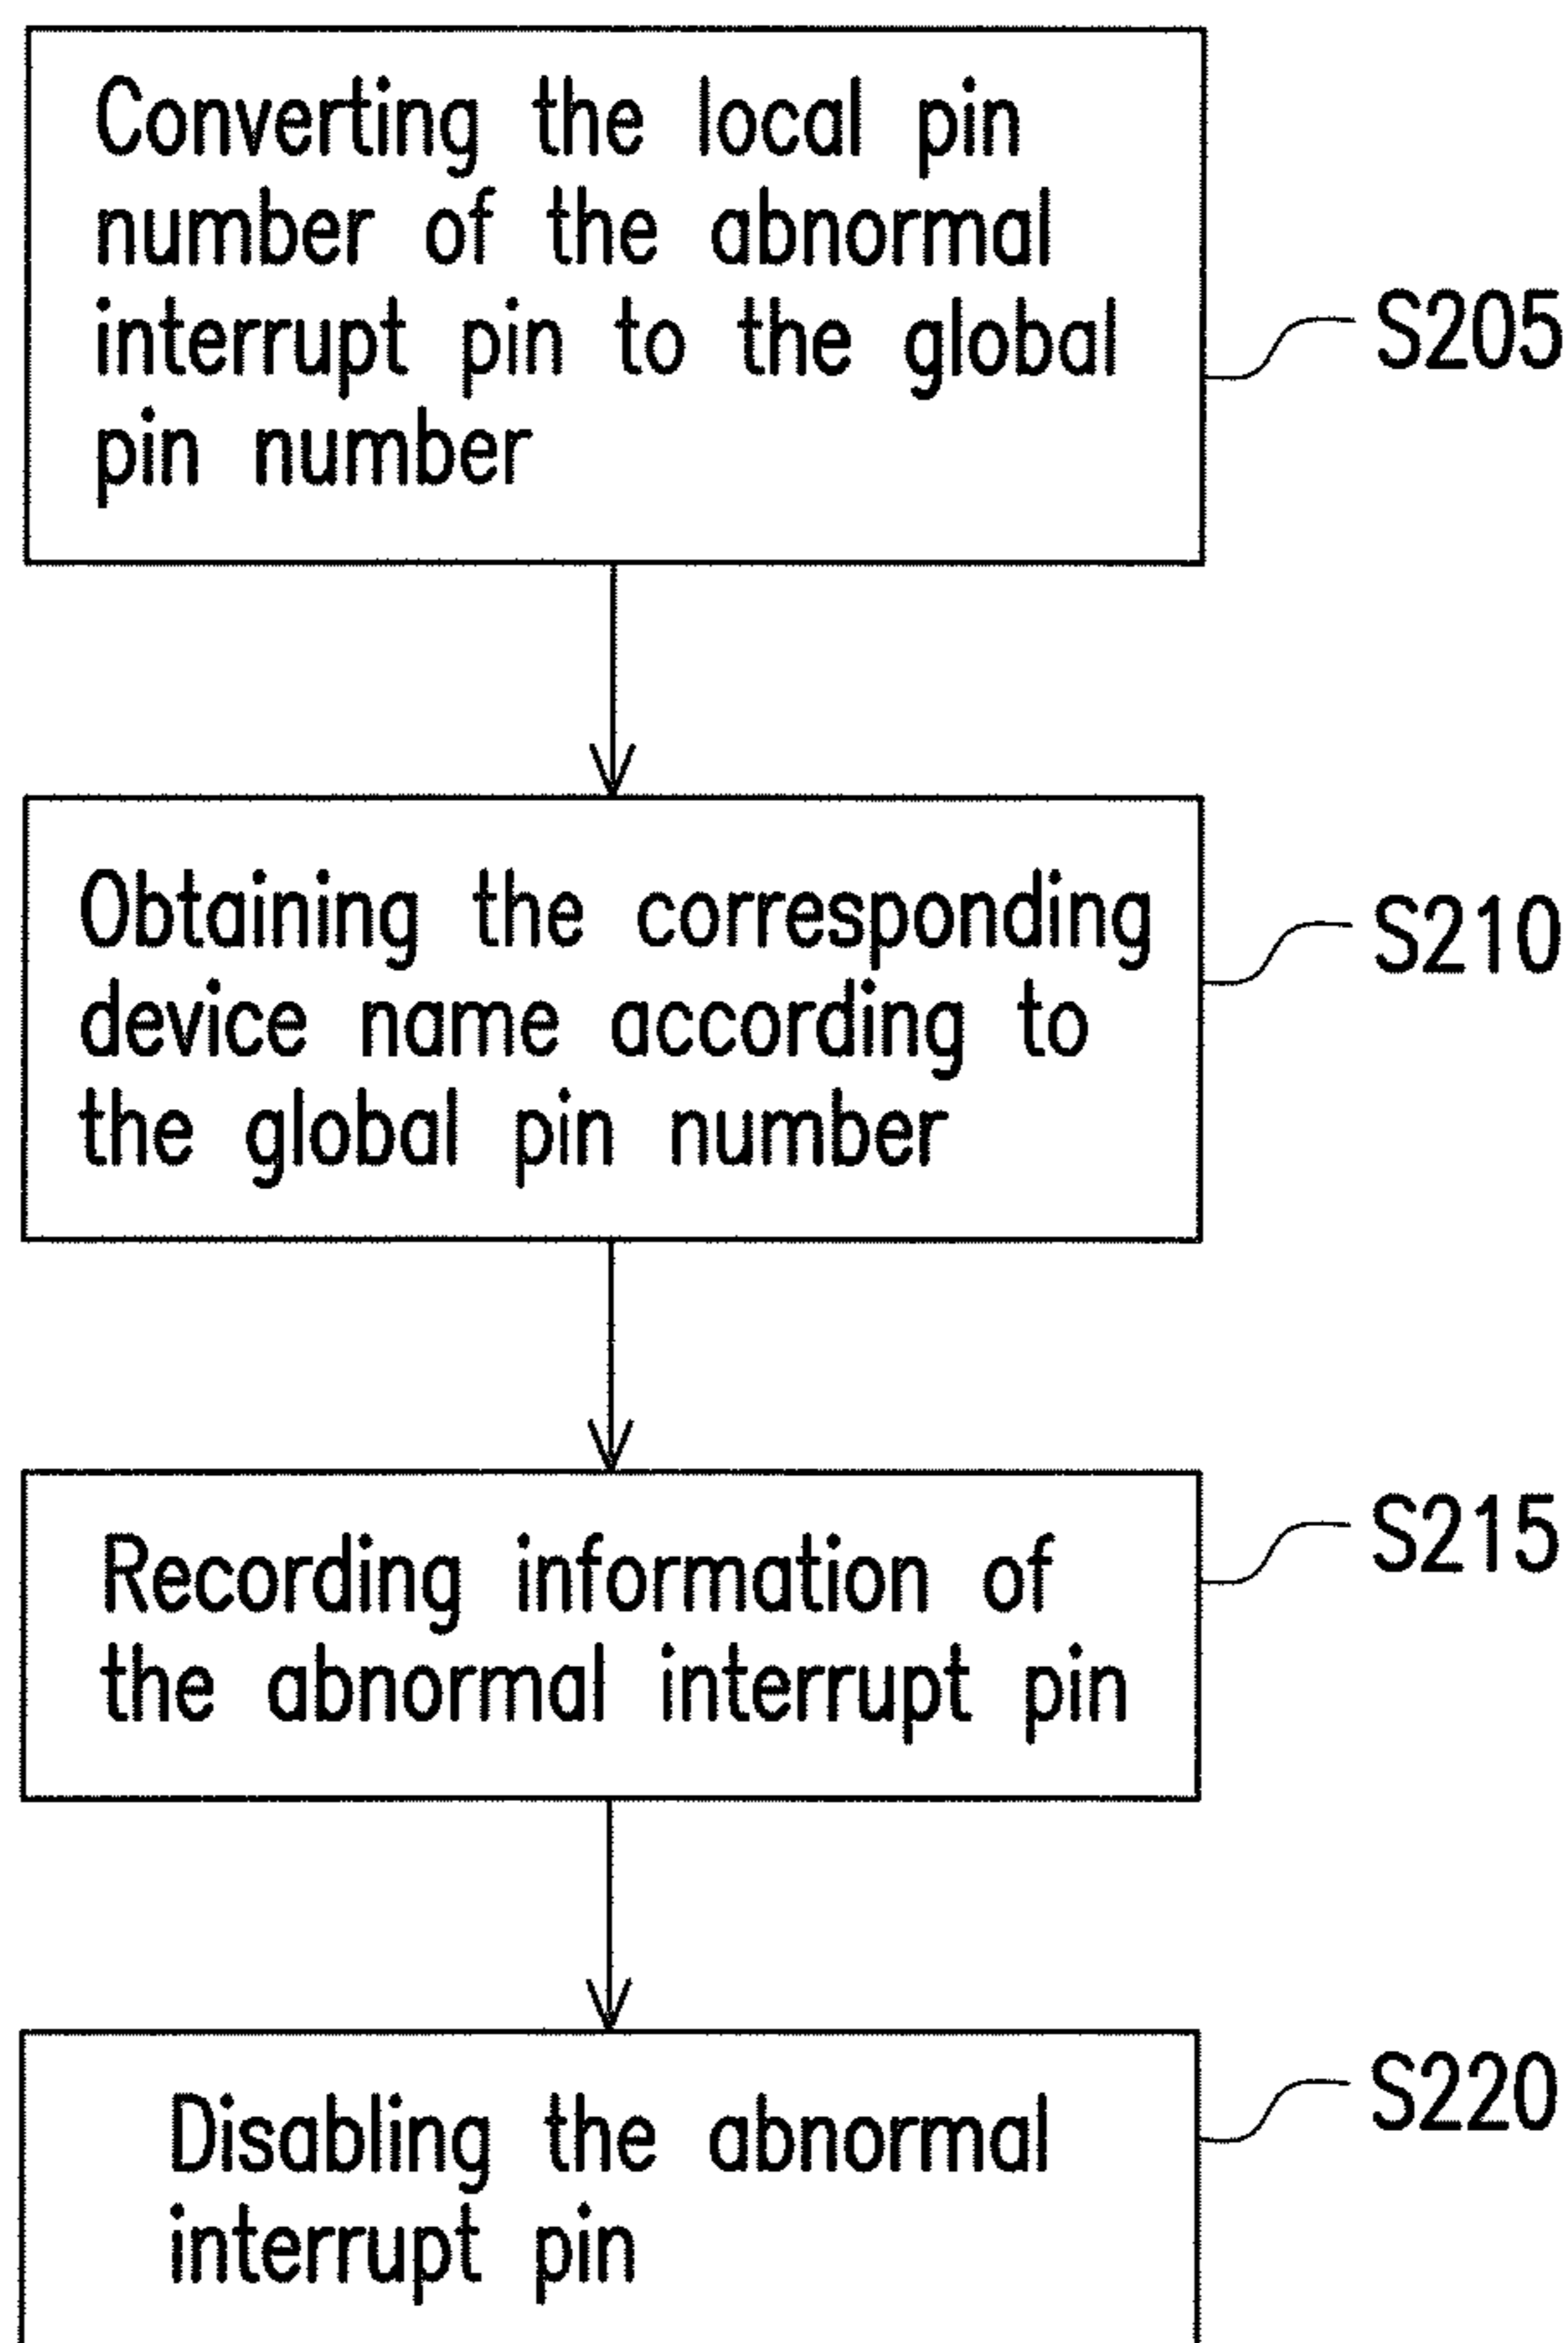 Converting the local pin
number of the abnormal
interrupt pin to the global
pin number
S205
Obtaining the corresponding
device name according to
the global pin number
S210
Recording information of
the abnormal interrupt pin
S215
Disabling the abnormal
interrupt pin
S220